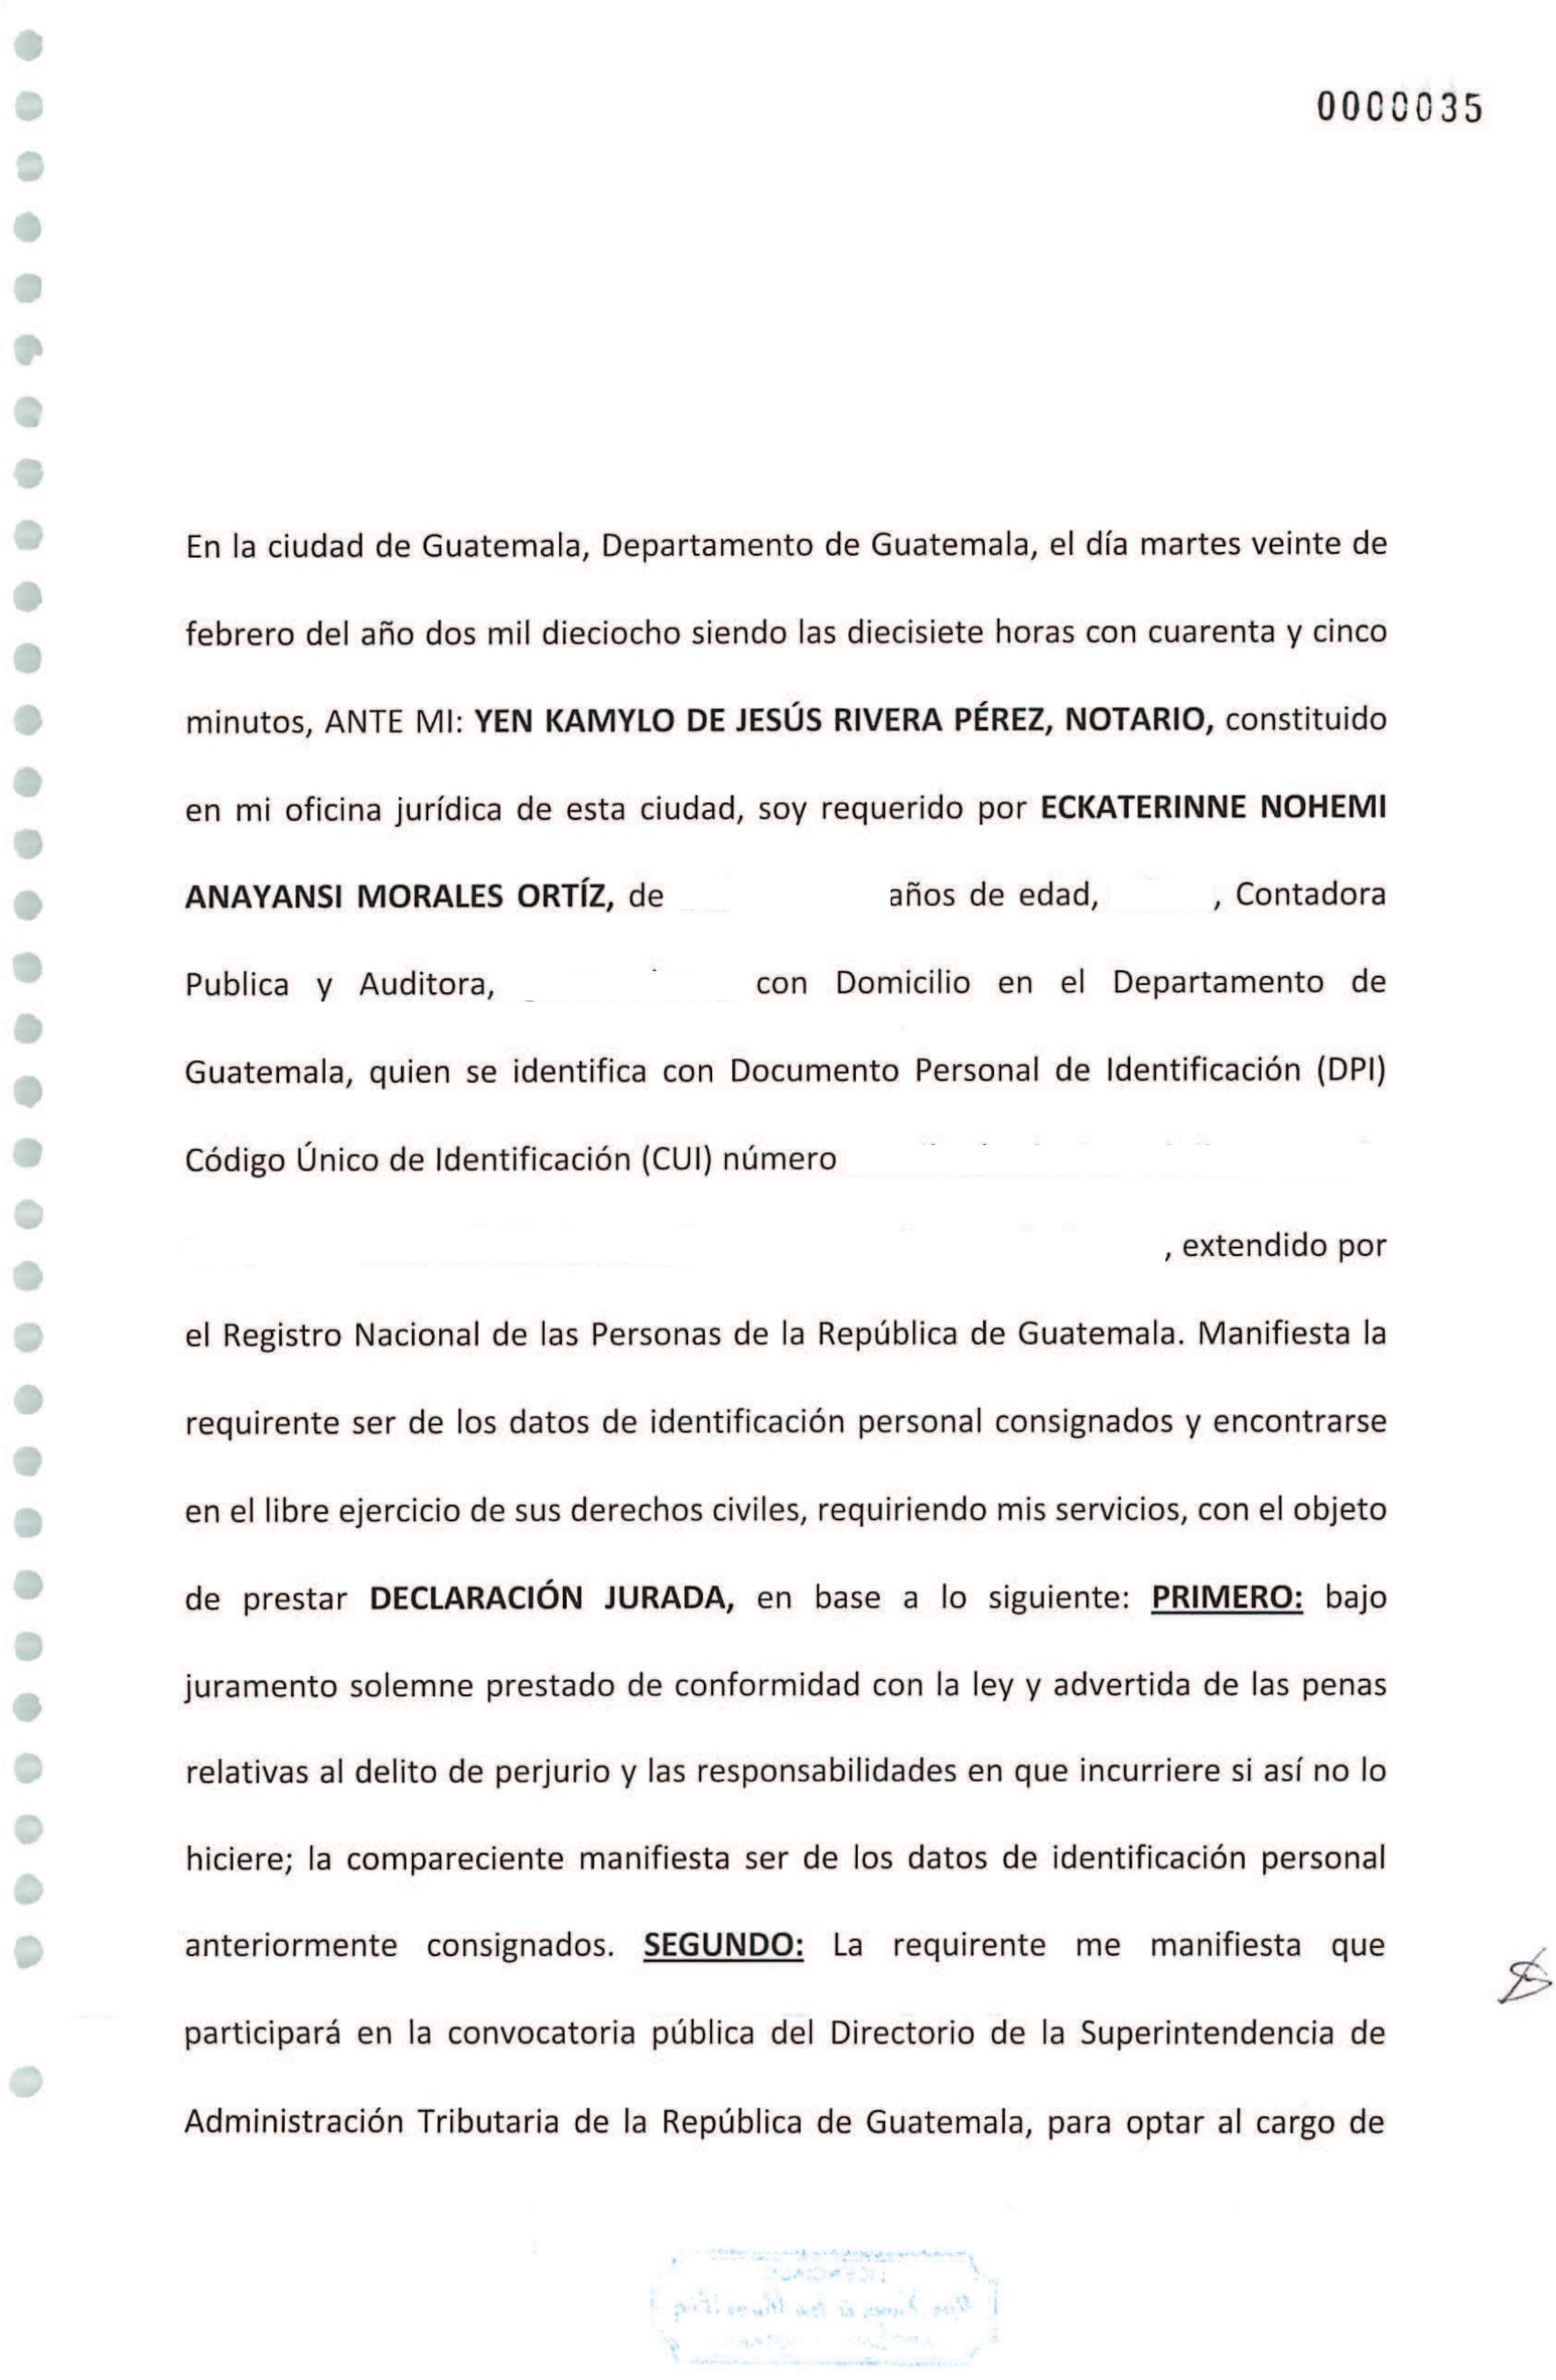 0000035
En la ciudad de Guatemala, Departamento de Guatemala, el día martes veinte de
febrero del año dos mil dieciocho siendo las diecisiete horas con cuarenta y cinco
minutos, ANTE MI: YEN KAMYLO DE JESÚS RIVERA PÉREZ, NOTARIO, constituido
en mi oficina jurídica de esta ciudad, soy requerido por ECKATERINNE NOHEMI
ANAYANSI MORALES ORTÍZ, de años de edad, , Contadora
Publica y Auditora, con Domicilio en el Departamento de
Guatemala, quien se identifica con Documento Personal de Identificación (DPI)
Código Único de Identificación (CUI) número
, extendido por
el Registro Nacional de las Personas de la República de Guatemala. Manifiesta la
requirente ser de los datos de identificación personal consignados y encontrarse
en el libre ejercicio de sus derechos civiles, requiriendo mis servicios, con el objeto
de prestar DECLARACIÓN JURADA, en base a lo siguiente: PRIMERO: bajo
juramento solemne prestado de conformidad con la ley y advertida de las penas
relativas al delito de perjurio y las responsabilidades en que incurriere si así no lo
hiciere; la compareciente manifiesta ser de los datos de identificación personal
anteriormente consignados. SEGUNDO: La requirente me manifiesta que
participará en la convocatoria pública del Directorio de la Superintendencia de
Administración Tributaria de la República de Guatemala, para optar al cargo de